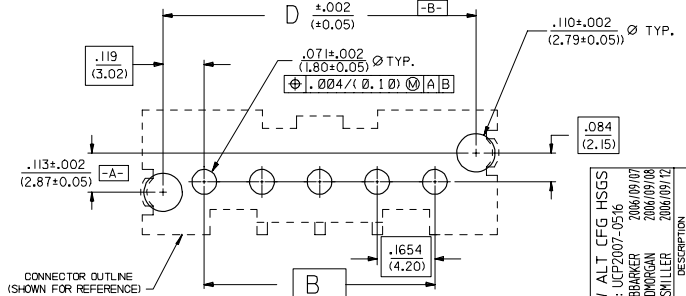 D ±.002
(±0.05)
-B-
.110±.002
(2.79±0.05)) Ø TYP.
.119
(3.02)
.071±.002
(1.80±0.05) Ø TYP.
⌖ .004/(0.10) Ⓜ A B
.084
(2.15)
.113±.002
(2.87±0.05)
-A-
.1654
(4.20)
B
CONNECTOR OUTLINE
(SHOWN FOR REFERENCE)
ALT CFG HSGS
: UCP2007-0516
BBARKER 2006/09/07
DMORGAN 2006/09/08
SMILLER 2006/09/12
DESCRIPTION